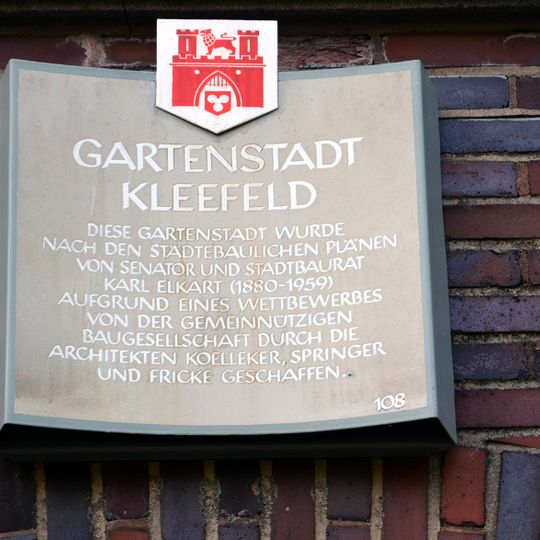 GARTENSTADT
KLEEFELD
DIESE GARTENSTADT WURDE
NACH DEN STÄDTEBAULICHEN PLÄNEN
VON SENATOR UND STADTBAURAT
KARL ELKART (1880-1959)
AUFGRUND EINES WETTBEWERBES
VON DER GEMEINNÜTZIGEN
BAUGESELLSCHAFT DURCH DIE
ARCHITEKTEN KOELLEKER, SPRINGER
UND FRICKE GESCHAFFEN.
108